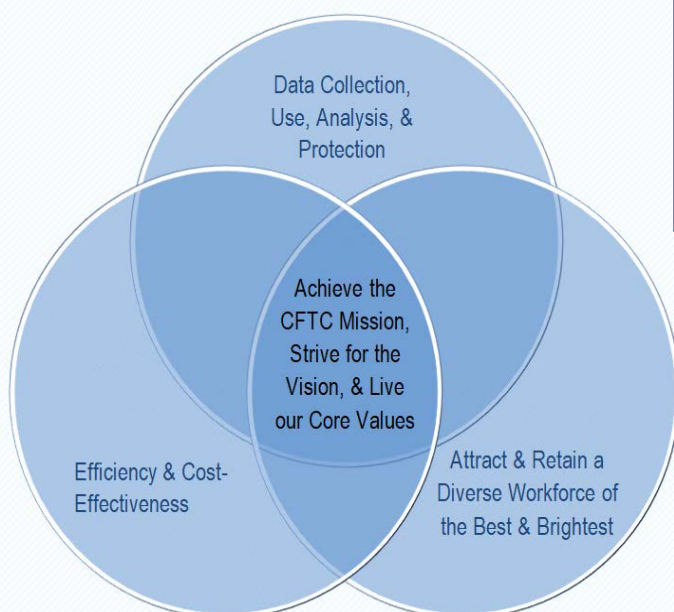 Data Collection,
Use, Analysis, &
Protection
Achieve the
CFTC Mission,
Strive for the
Vision, & Live
our Core Values
Efficiency & Cost-
Effectiveness
Attract & Retain a
Diverse Workforce of
the Best & Brightest